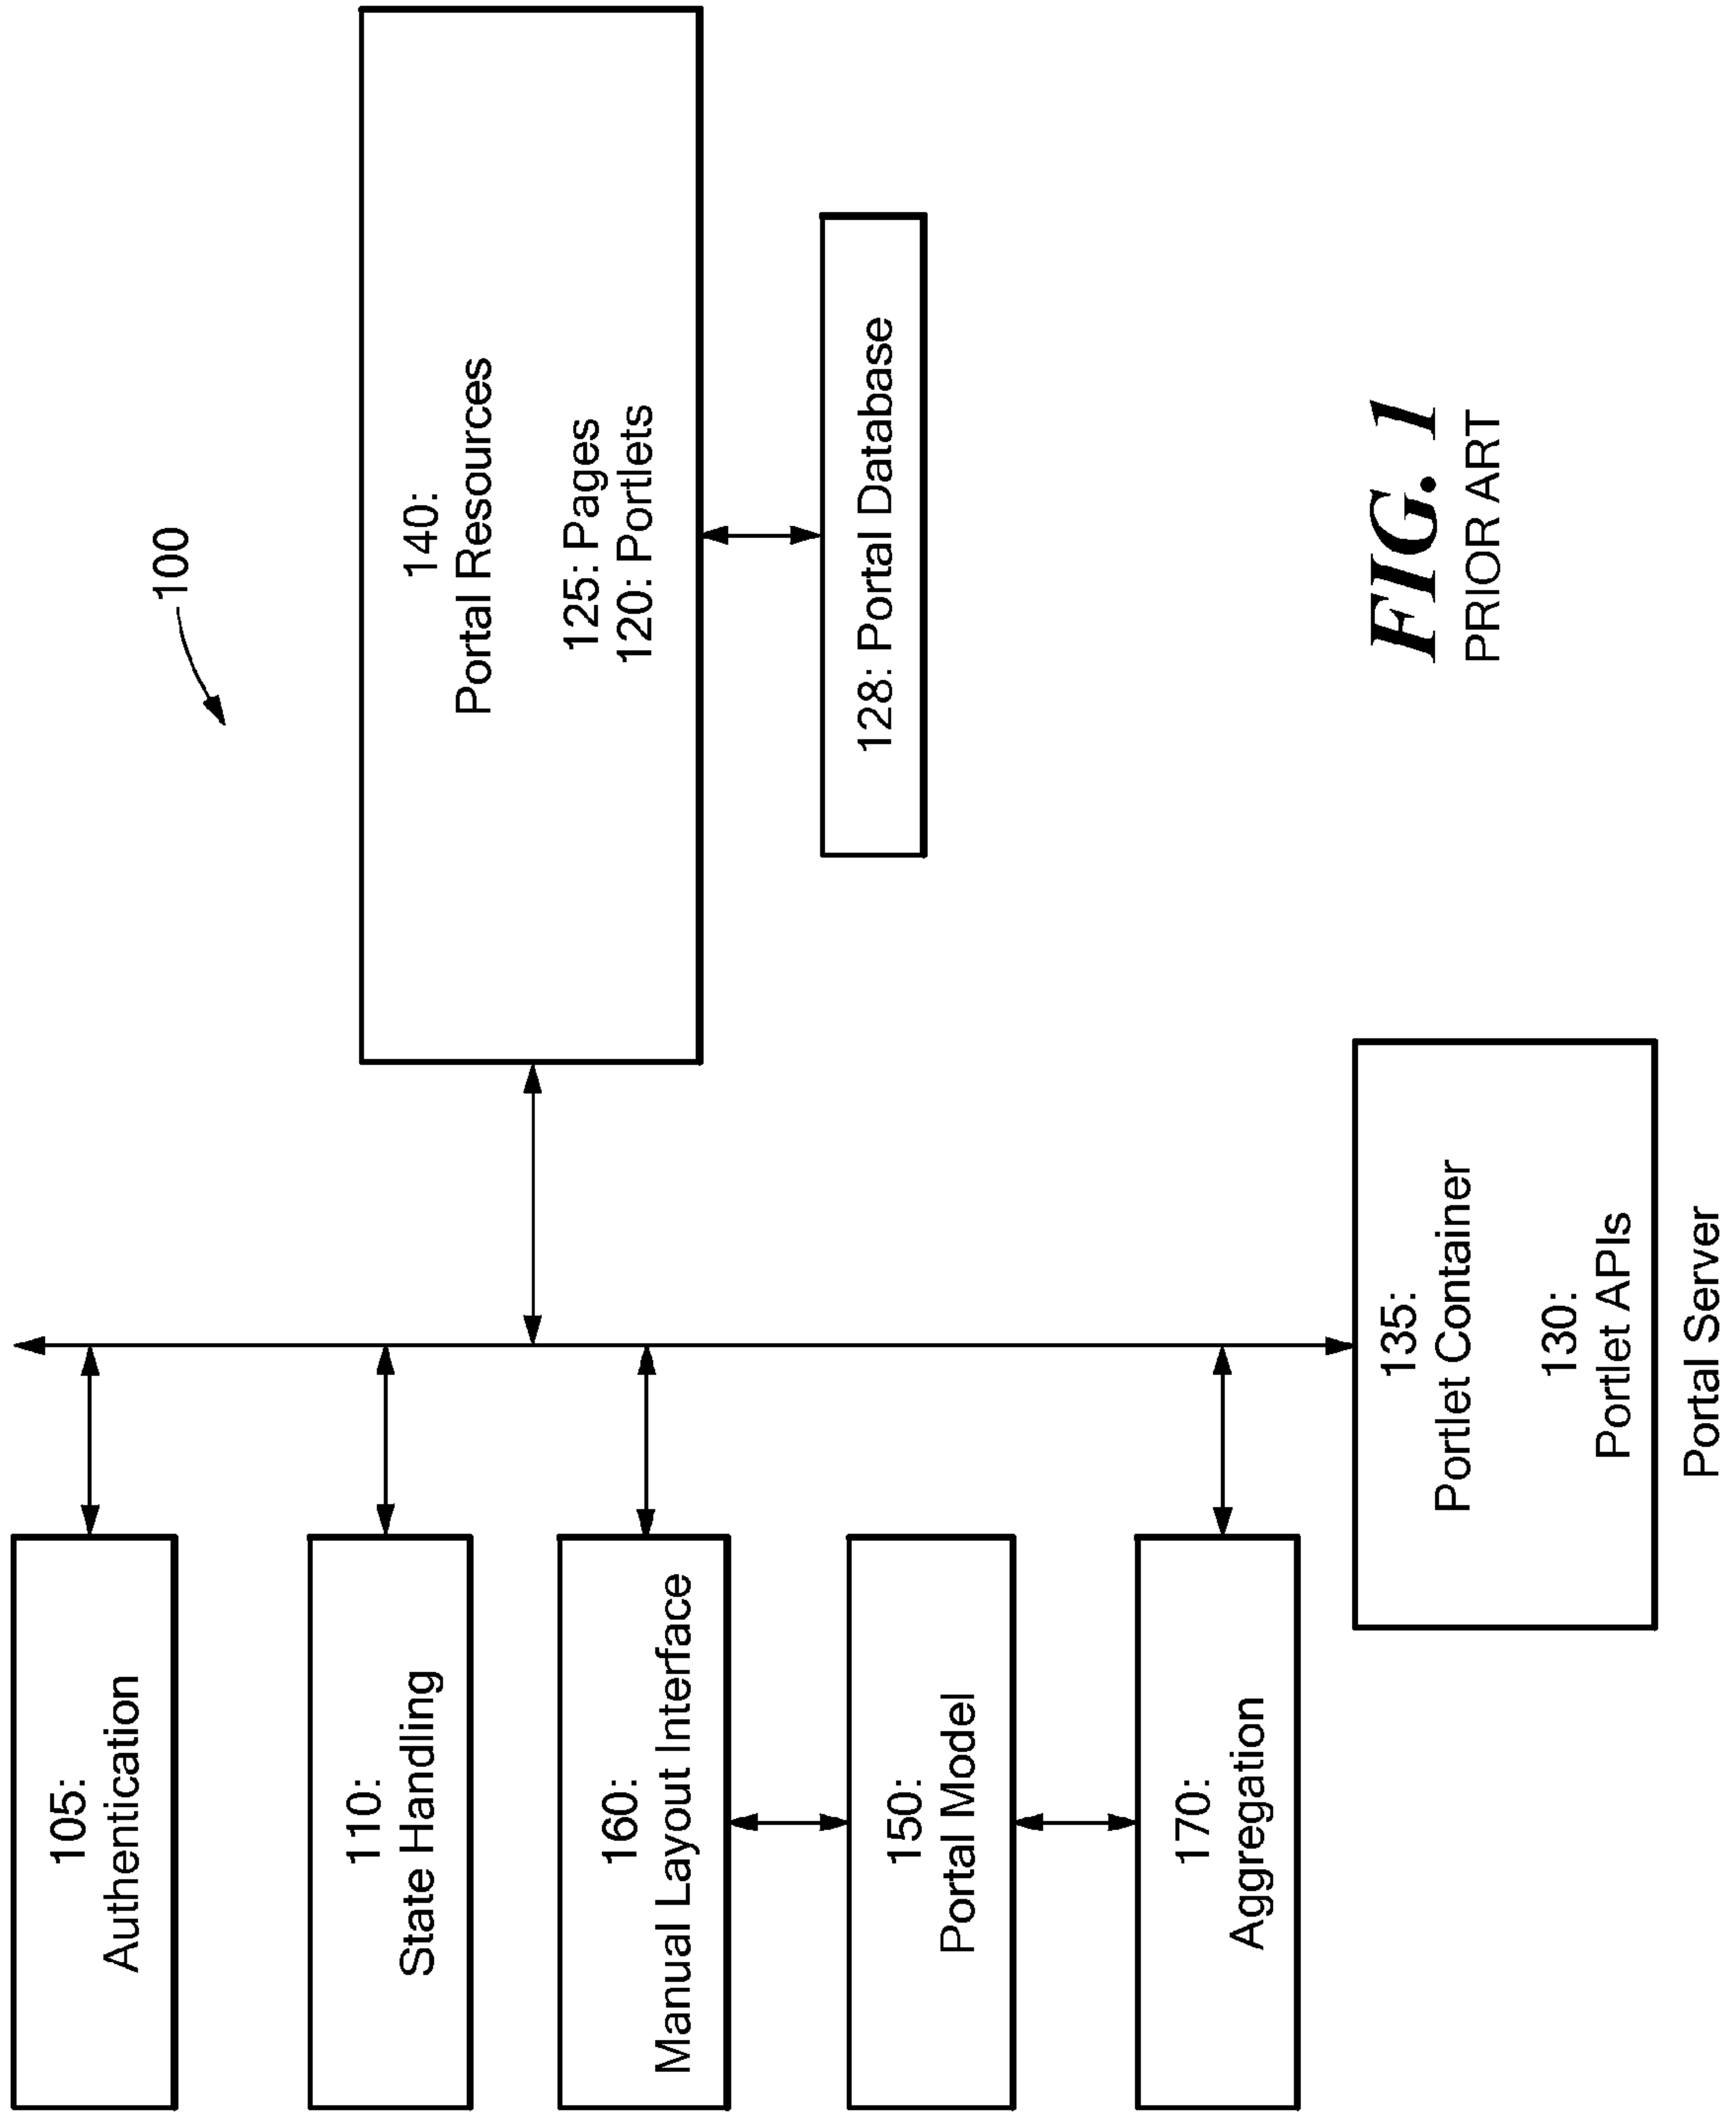 100
105:
Authentication
110:
State Handling
160:
Manual Layout Interface
150:
Portal Model
170:
Aggregation
140:
Portal Resources
125: Pages
120: Portlets
128: Portal Database
135:
Portlet Container
130:
Portlet APIs
Portal Server
FIG. 1
PRIOR ART